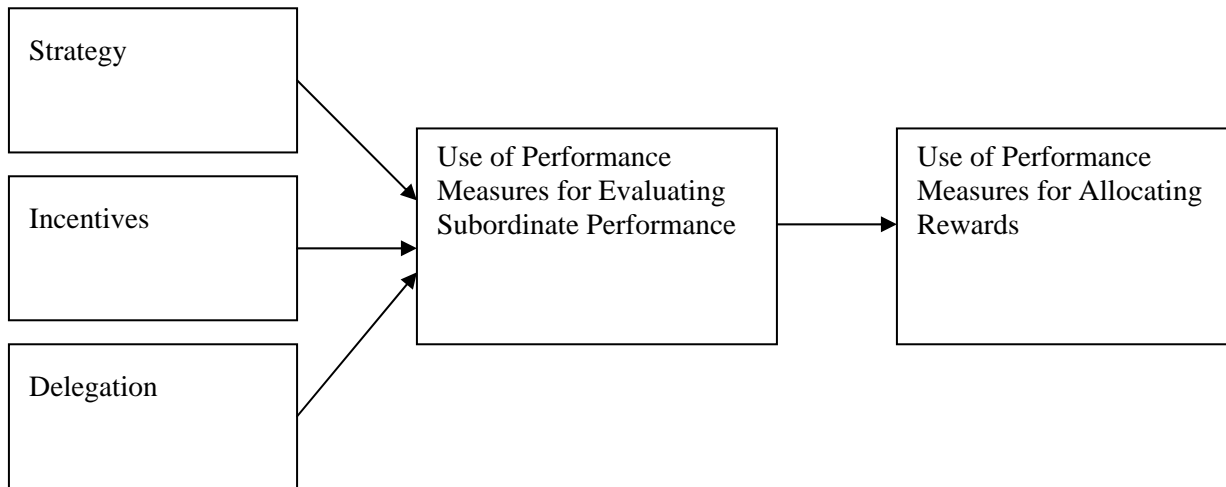 Strategy
Incentives
Delegation
Use of Performance
Measures for Evaluating
Subordinate Performance
Use of Performance
Measures for Allocating
Rewards